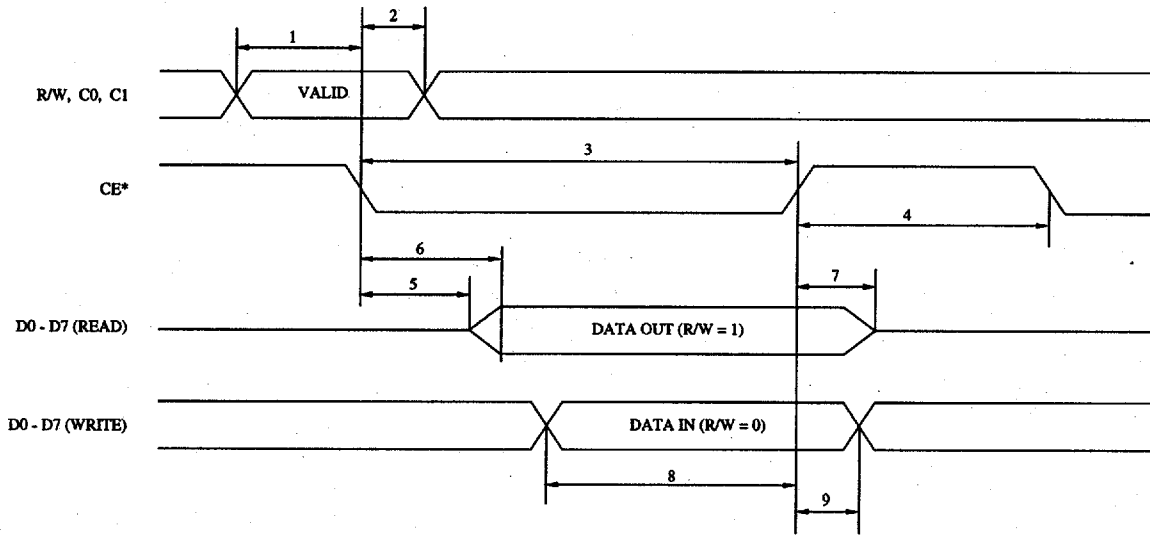 2
1
R/W, C0, C1
VALID
3
CE*
4
6
5
7
D0 - D7 (READ)
DATA OUT (R/W = 1)
D0 - D7 (WRITE)
DATA IN (R/W = 0)
8
9